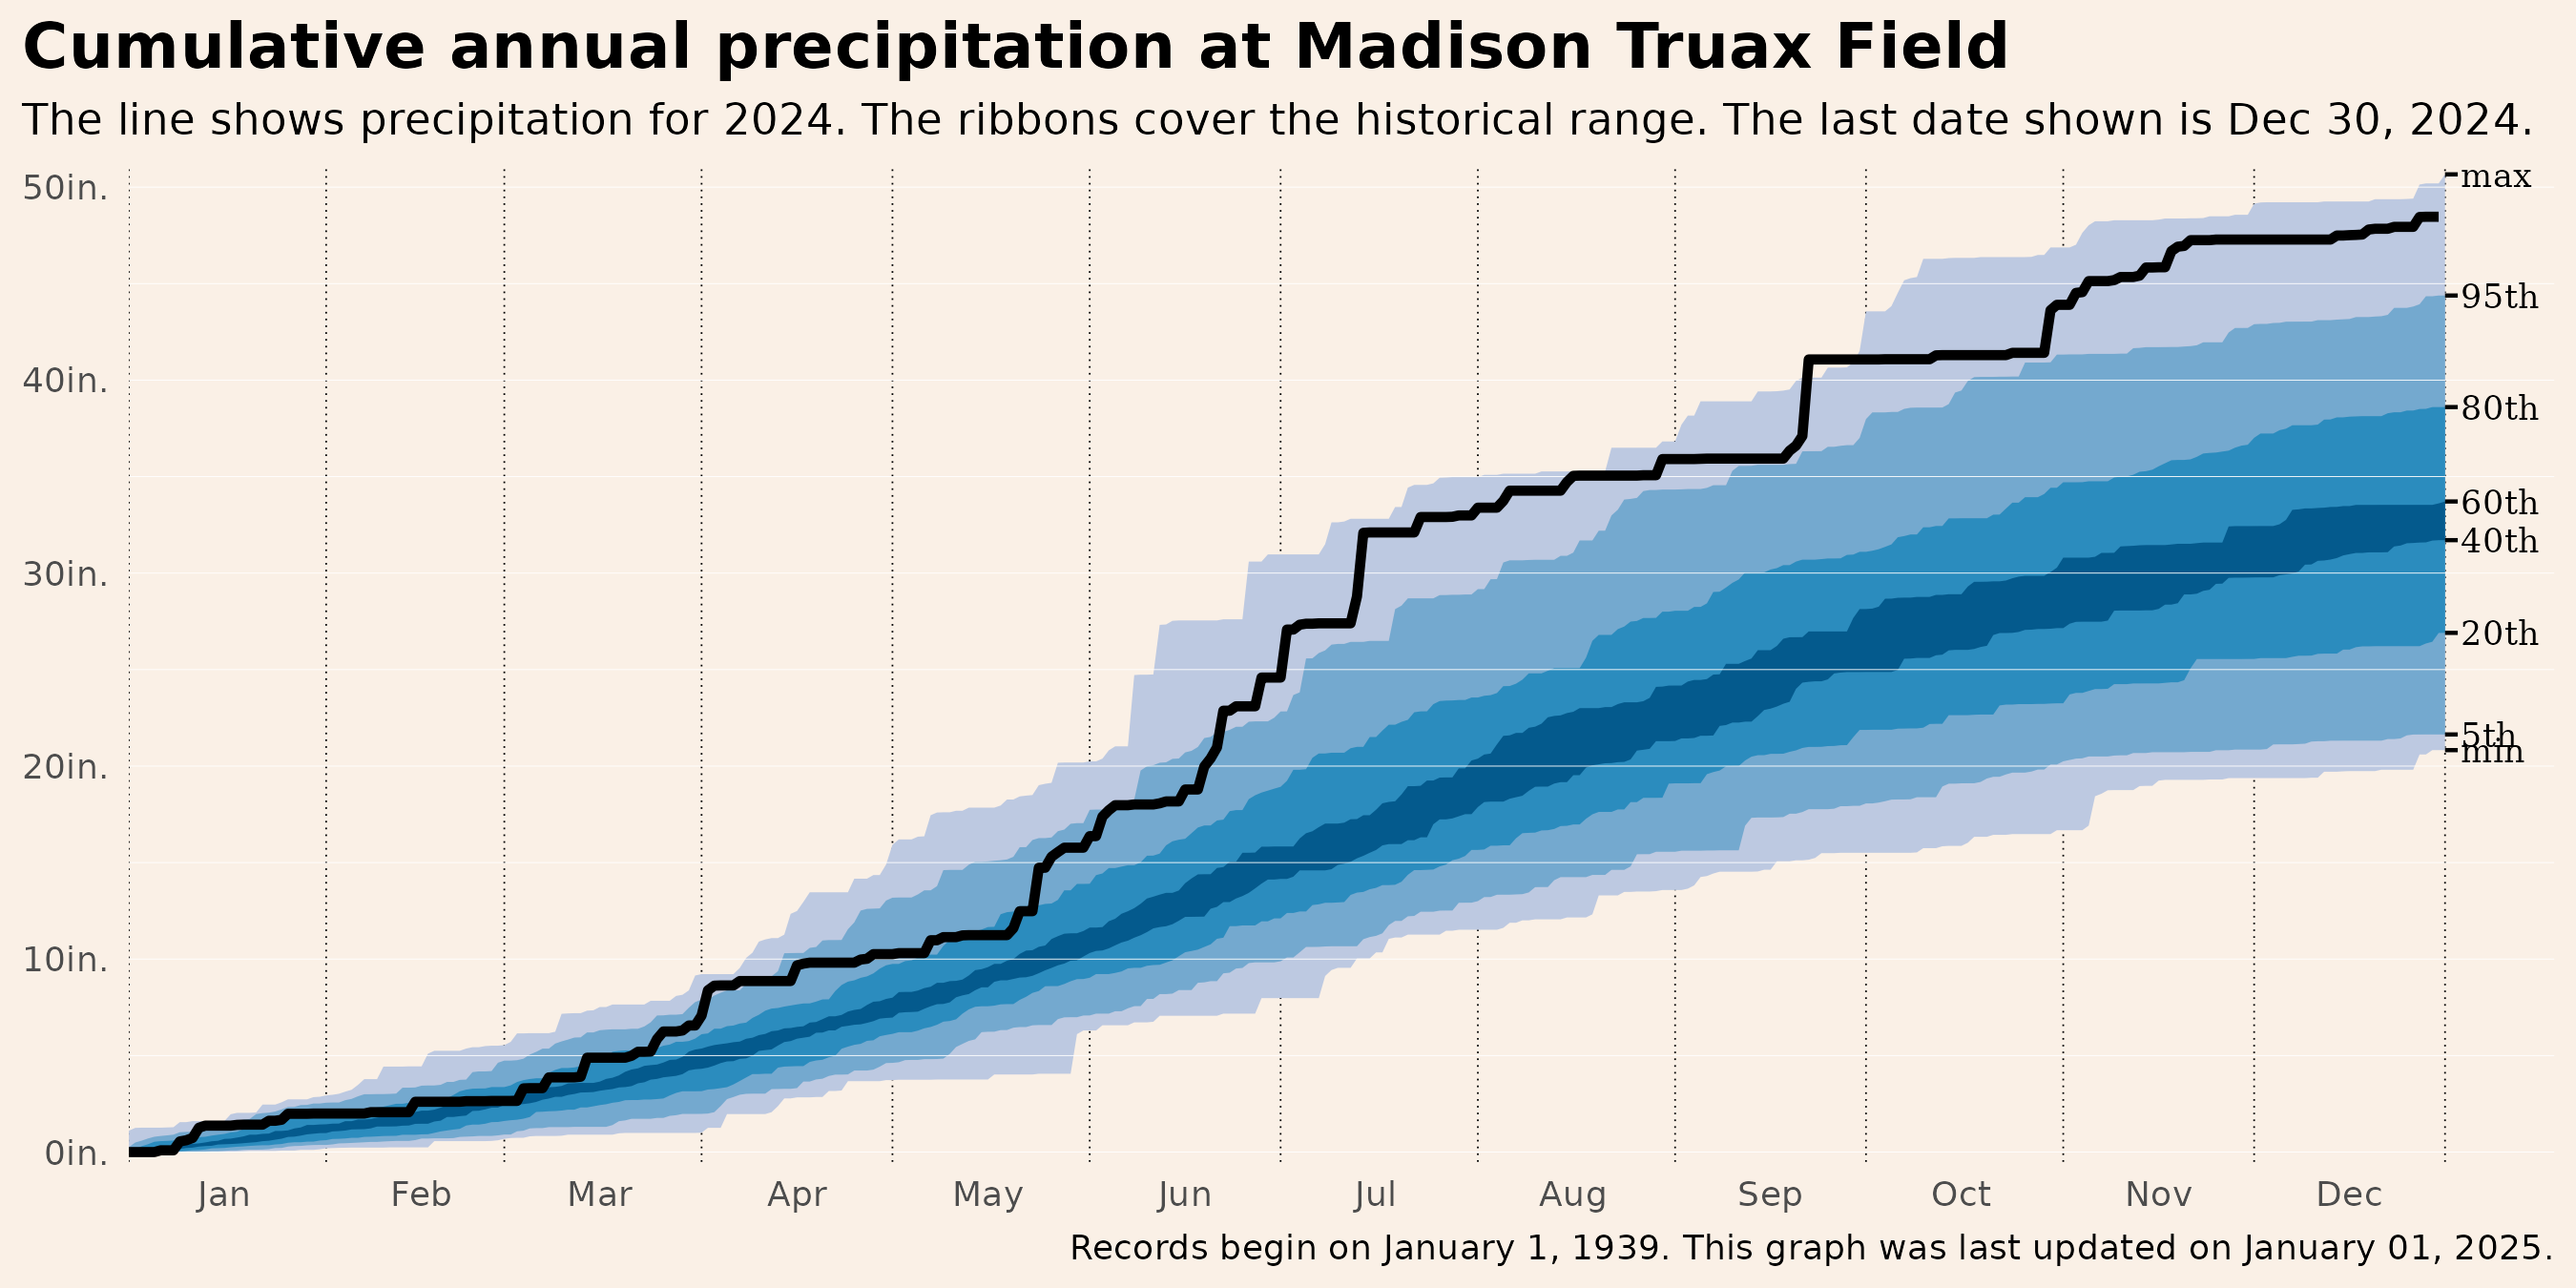 Cumulative annual precipitation at Madison Truax Field
The line shows precipitation for 2024. The ribbons cover the historical range. The last date shown is Dec 30, 2024.
50in.
40in.
30in.
20in.
10in.
0in.
max
95th
80th
60th
40th
20th
5th
min
Jan Feb Mar Apr May Jun Jul Aug Sep Oct Nov Dec
Records begin on January 1, 1939. This graph was last updated on January 01, 2025.